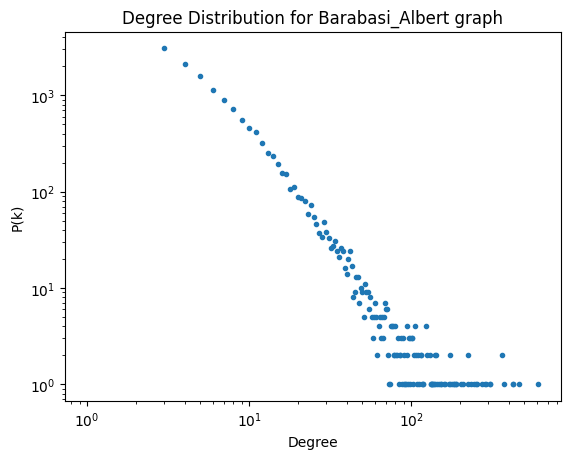 Degree Distribution for Barabasi_Albert graph
P(k)
10³
10²
10¹
10⁰
10⁰ 10¹ 10²
Degree